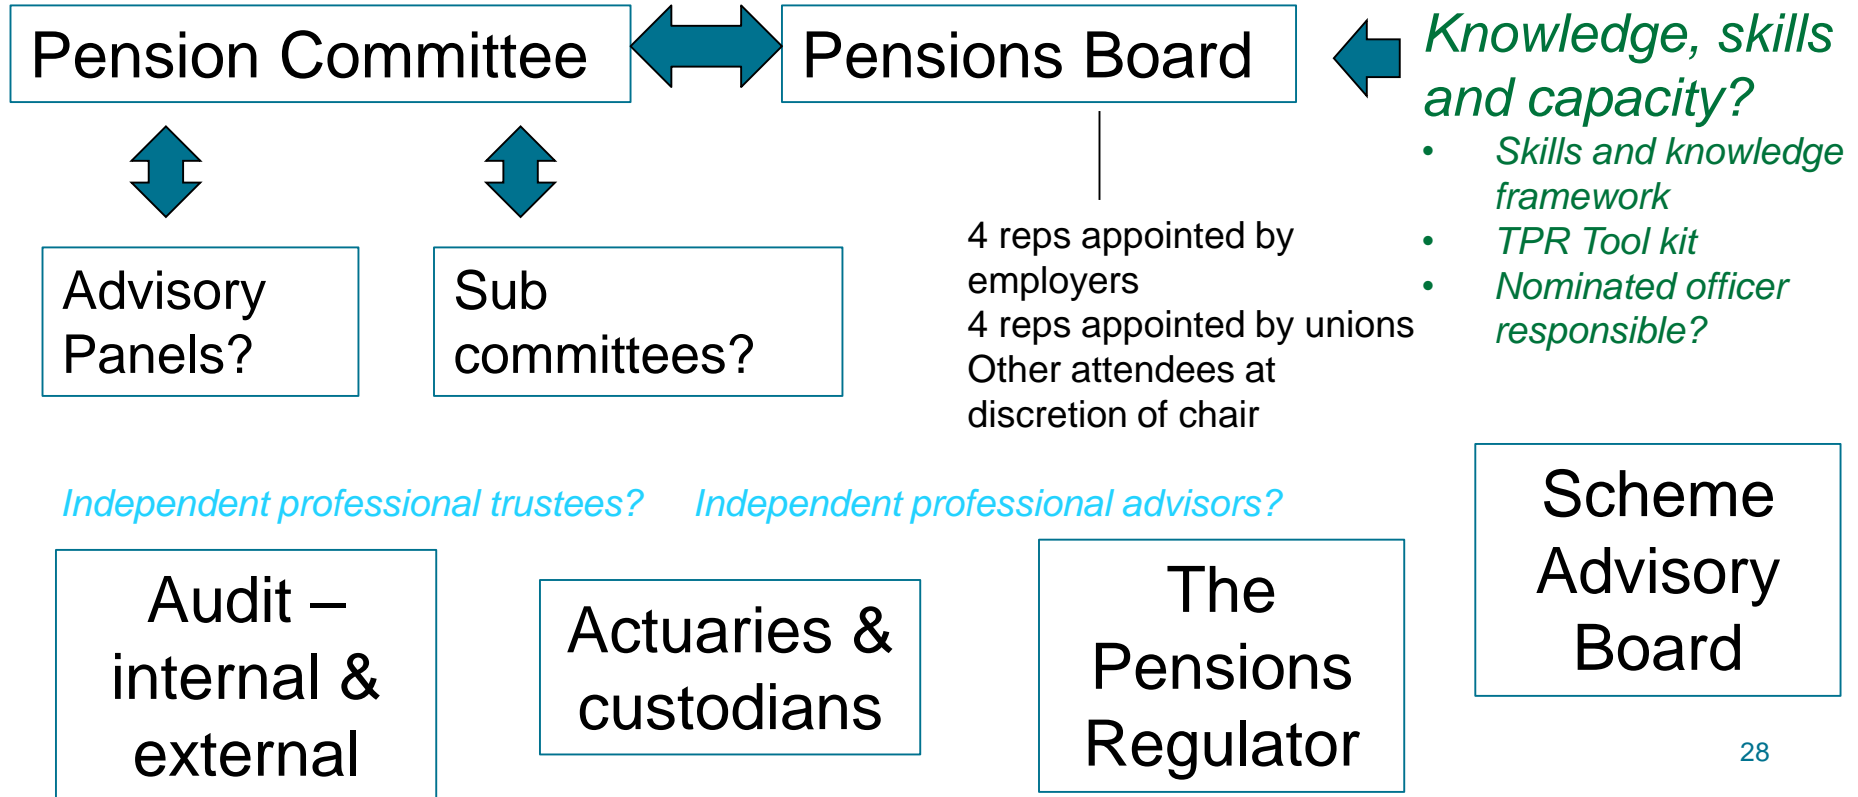 Pension Committee
Pensions Board
Knowledge, skills
and capacity?
• Skills and knowledge
framework
• TPR Tool kit
• Nominated officer
responsible?
Advisory
Panels?
Sub
committees?
4 reps appointed by
employers
4 reps appointed by unions
Other attendees at
discretion of chair
Independent professional trustees?
Independent professional advisors?
Audit –
internal &
external
Actuaries &
custodians
The
Pensions
Regulator
Scheme
Advisory
Board
28